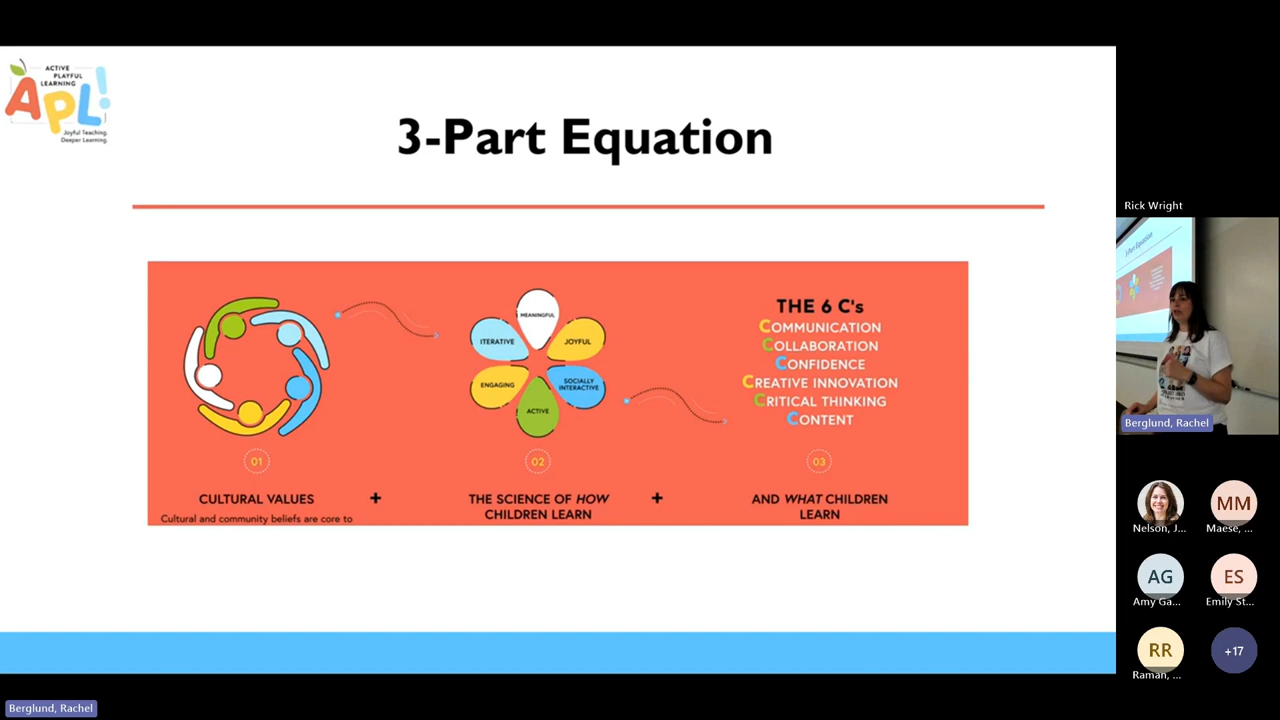 ACTIVE
PLAYFUL
LEARNING
APL!
Joyful Teaching.
Deeper Learning.
3-Part Equation
MEANINGFUL
ITERATIVE
JOYFUL
ENGAGING
SOCIALLY
INTERACTIVE
ACTIVE
THE 6 C's
COMMUNICATION
COLLABORATION
CONFIDENCE
CREATIVE INNOVATION
CRITICAL THINKING
CONTENT
01
02
03
CULTURAL VALUES
+
THE SCIENCE OF HOW
CHILDREN LEARN
+
AND WHAT CHILDREN
LEARN
Cultural and community beliefs are core to
Rick Wright
3-Part Equation
Berglund, Rachel
Nelson, J...
MM
Maese, ...
AG
Amy Ga...
ES
Emily St...
RR
Raman, ...
+17
Berglund, Rachel